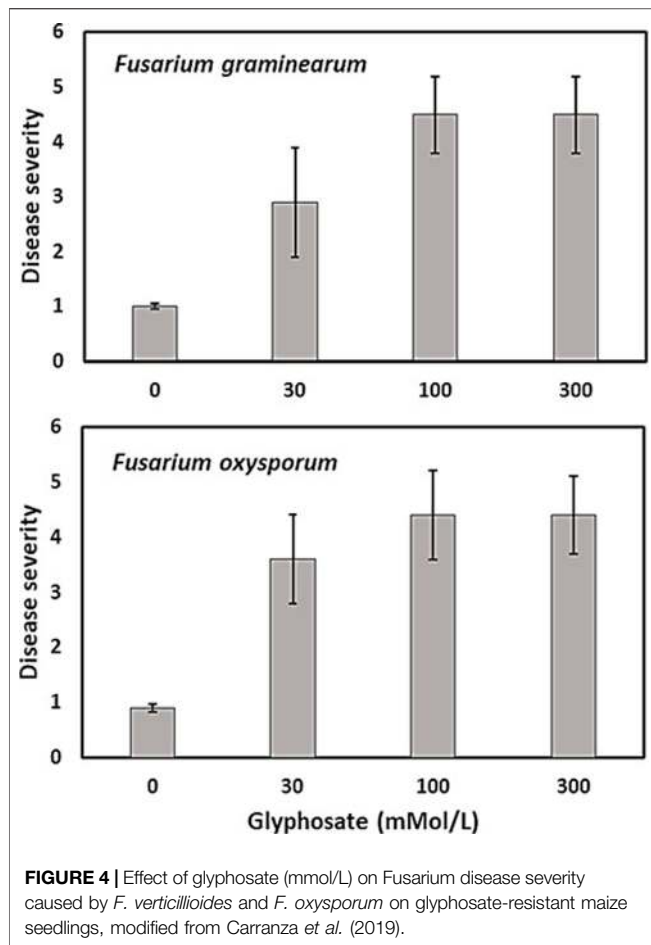 Fusarium graminearum
6
5
4
3
2
1
0
Disease severity
0 30 100 300
Fusarium oxysporum
6
5
4
3
2
1
0
Disease severity
0 30 100 300
Glyphosate (mMol/L)
FIGURE 4 | Effect of glyphosate (mmol/L) on Fusarium disease severity
caused by F. verticillioides and F. oxysporum on glyphosate-resistant maize
seedlings, modified from Carranza et al. (2019).